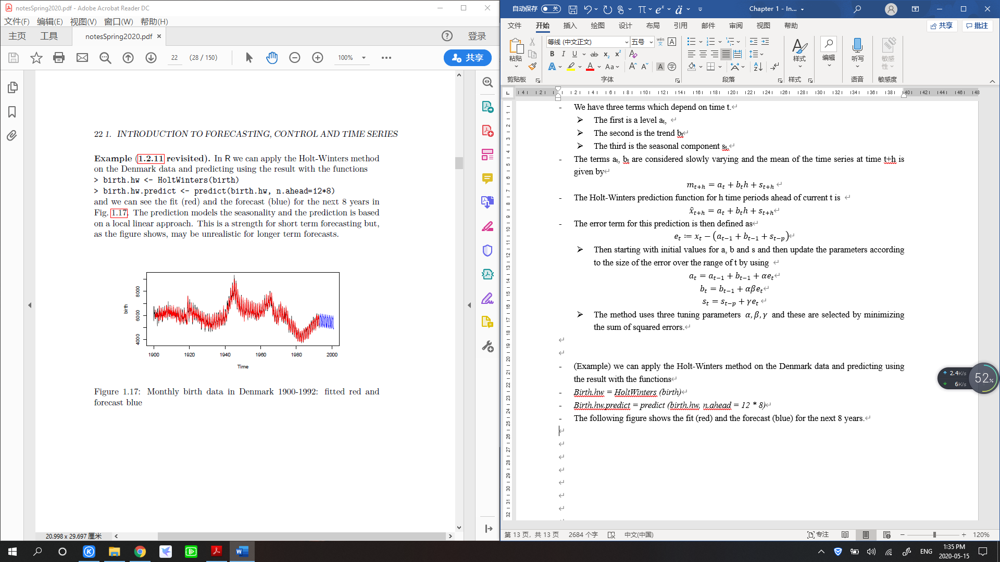 notesSpring2020.pdf - Adobe Acrobat Reader DC
文件(F) 编辑(E) 视图(V) 窗口(W) 帮助(H)
主页 工具 notesSpring2020.pdf × 登录
22 (28 / 150) 100% 共享
22 1. INTRODUCTION TO FORECASTING, CONTROL AND TIME SERIES
Example (1.2.11 revisited). In R we can apply the Holt-Winters method
on the Denmark data and predicting using the result with the functions
> birth.hw <- HoltWinters(birth)
> birth.hw.predict <- predict(birth.hw, n.ahead=12*8)
and we can see the fit (red) and the forecast (blue) for the next 8 years in
Fig. 1.17. The prediction models the seasonality and the prediction is based
on a local linear approach. This is a strength for short term forecasting but,
as the figure shows, may be unrealistic for longer term forecasts.
birth
8000
6000
4000
1900 1920 1940 1960 1980 2000
Time
Figure 1.17: Monthly birth data in Denmark 1900-1992: fitted red and
forecast blue
20.998 x 29.697 厘米
自动保存 关 Chapter 1 - In...
文件 开始 插入 绘图 设计 布局 引用 邮件 审阅 视图 帮助 共享 批注
粘贴 等线 (中文正文) 五号 样式 编辑 听写 敏感性
剪贴板 字体 段落 样式 语音 敏感度
- We have three terms which depend on time t.
➢ The first is a level aₜ,
➢ The second is the trend bₜ
➢ The third is the seasonal component sₜ.
- The terms aₜ, bₜ are considered slowly varying and the mean of the time series at time t+h is
given by
m_{t+h} = a_t + b_t h + s_{t+h}
- The Holt-Winters prediction function for h time periods ahead of current t is
x̂_{t+h} = a_t + b_t h + s_{t+h}
- The error term for this prediction is then defined as
e_t ≔ x_t − (a_{t−1} + b_{t−1} + s_{t−p})
➢ Then starting with initial values for a, b and s and then update the parameters according
to the size of the error over the range of t by using
a_t = a_{t−1} + b_{t−1} + αe_t
b_t = b_{t−1} + αβe_t
s_t = s_{t−p} + γe_t
➢ The method uses three tuning parameters α, β, γ and these are selected by minimizing
the sum of squared errors.
- (Example) we can apply the Holt-Winters method on the Denmark data and predicting using
the result with the functions
- Birth.hw = HoltWinters (birth)
- Birth.hw.predict = predict (birth.hw, n.ahead = 12 * 8)
- The following figure shows the fit (red) and the forecast (blue) for the next 8 years.
2.4K/s
6K/s
52%
第 13 页，共 13 页 2684 个字 中文(中国) 专注 120%
ENG 1:35 PM
2020-05-15